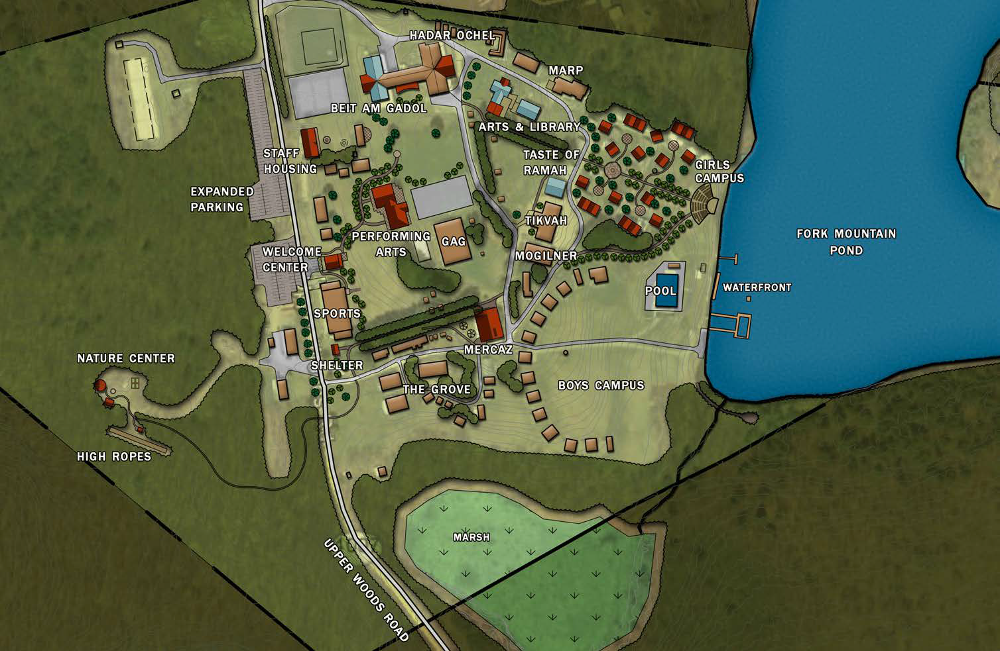 HADAR OCHEL
MARP
BEIT AM GADOL
ARTS & LIBRARY
STAFF
HOUSING
TASTE OF
RAMAH
GIRLS
CAMPUS
EXPANDED
PARKING
TIKVAH
PERFORMING
ARTS
GAG
FORK MOUNTAIN
POND
WELCOME
CENTER
MOGILNER
POOL
WATERFRONT
SPORTS
MERCAZ
NATURE CENTER
SHELTER
THE GROVE
BOYS CAMPUS
HIGH ROPES
MARSH
UPPER WOODS ROAD